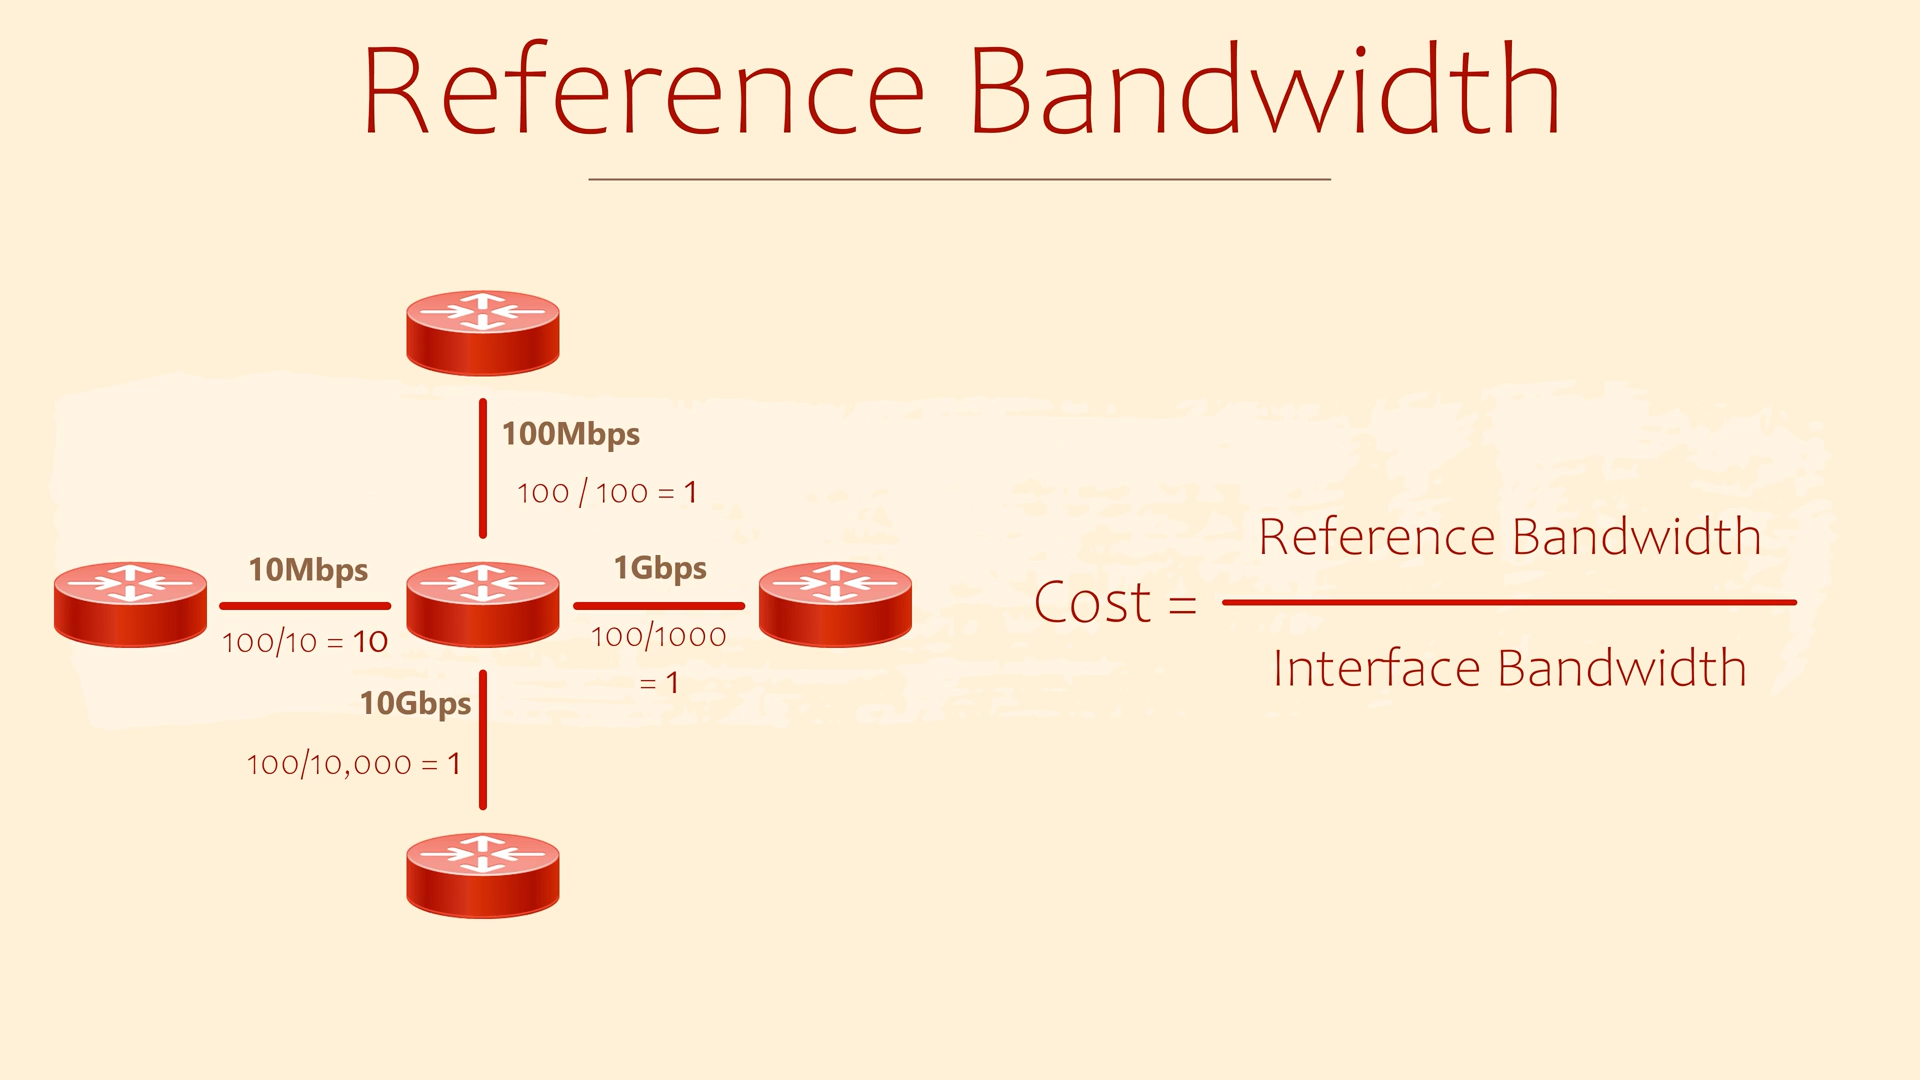 Reference Bandwidth
100Mbps
100 / 100 = 1
10Mbps
100/10 = 10
1Gbps
100/1000
= 1
10Gbps
100/10,000 = 1
Cost =
Reference Bandwidth
Interface Bandwidth